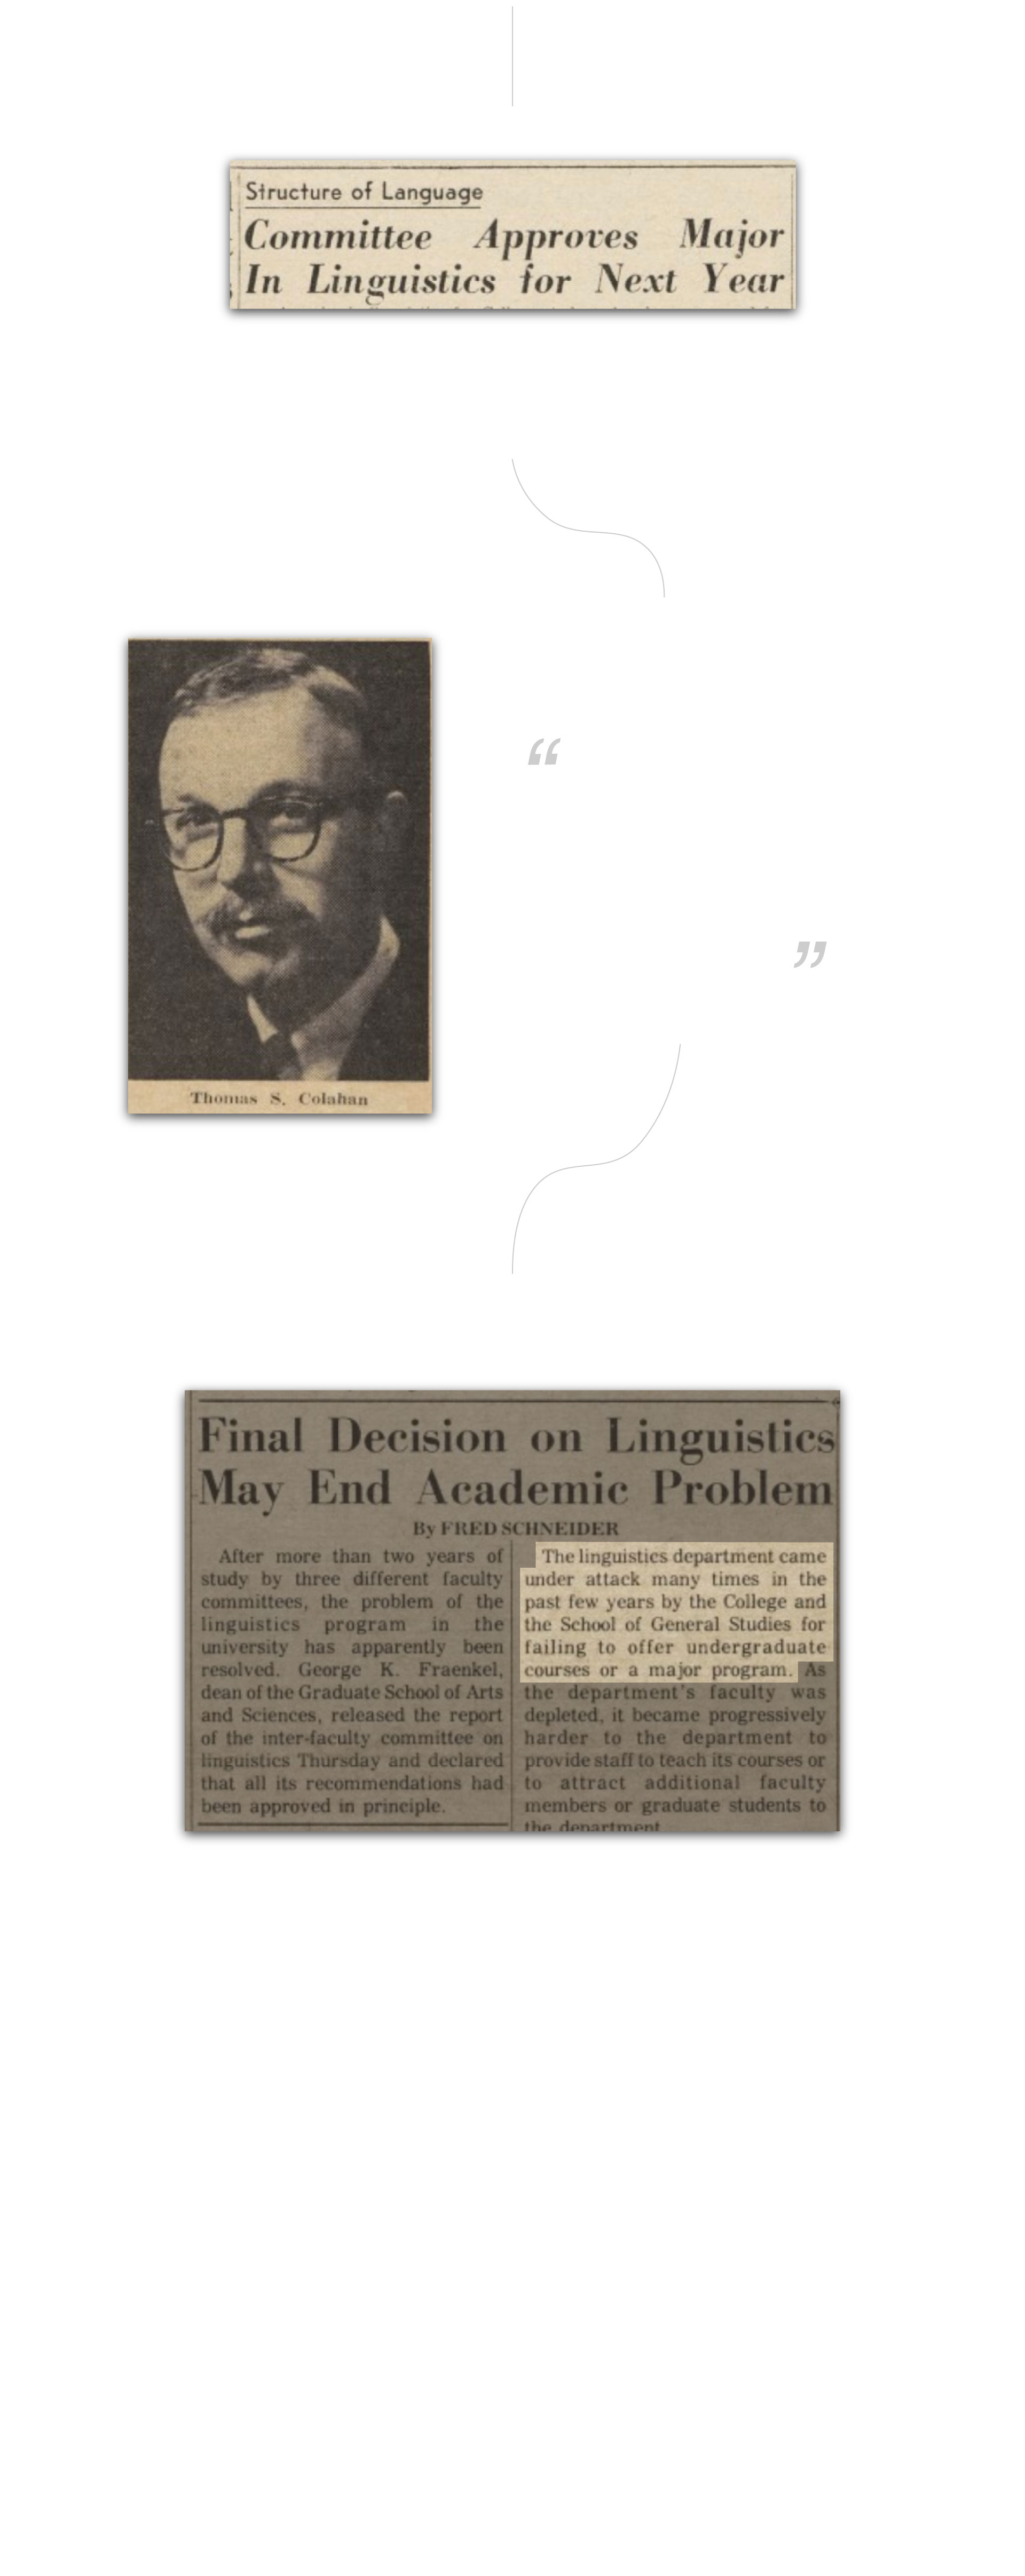 Structure of Language
Committee Approves Major
In Linguistics for Next Year
“
”
Thomas S. Colahan
Final Decision on Linguistics
May End Academic Problem
By FRED SCHNEIDER
After more than two years of
study by three different faculty
committees, the problem of the
linguistics program in the
university has apparently been
resolved. George K. Fraenkel,
dean of the Graduate School of Arts
and Sciences, released the report
of the inter-faculty committee on
linguistics Thursday and declared
that all its recommendations had
been approved in principle.
The linguistics department came
under attack many times in the
past few years by the College and
the School of General Studies for
failing to offer undergraduate
courses or a major program. As
the department's faculty was
depleted, it became progressively
harder to the department to
provide staff to teach its courses or
to attract additional faculty
members or graduate students to
the department